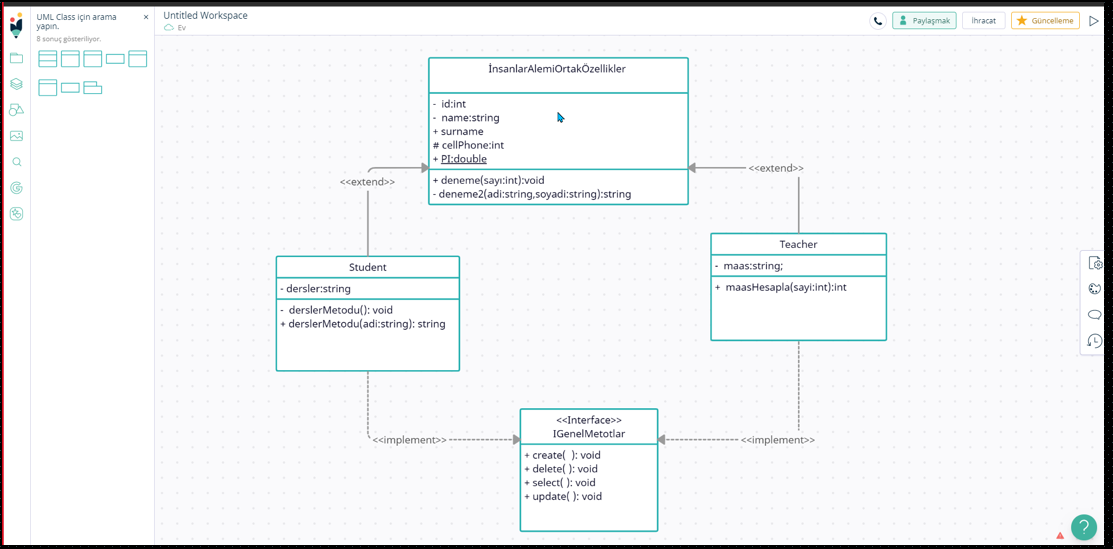 UML Class için arama
yapın.
×
8 sonuç gösteriliyor.
Untitled Workspace
Ev
Paylaşmak
İhracat
Güncelleme
İnsanlarAlemiOrtakÖzellikler
- id:int
- name:string
+ surname
# cellPhone:int
+ PI:double
+ deneme(sayı:int):void
- deneme2(adi:string,soyadi:string):string
<<extend>>
<<extend>>
Student
- dersler:string
- derslerMetodu(): void
+ derslerMetodu(adi:string): string
Teacher
- maas:string;
+ maasHesapla(sayi:int):int
<<implement>>
<<implement>>
<<Interface>>
IGenelMetotlar
+ create( ): void
+ delete( ): void
+ select( ): void
+ update( ): void
?